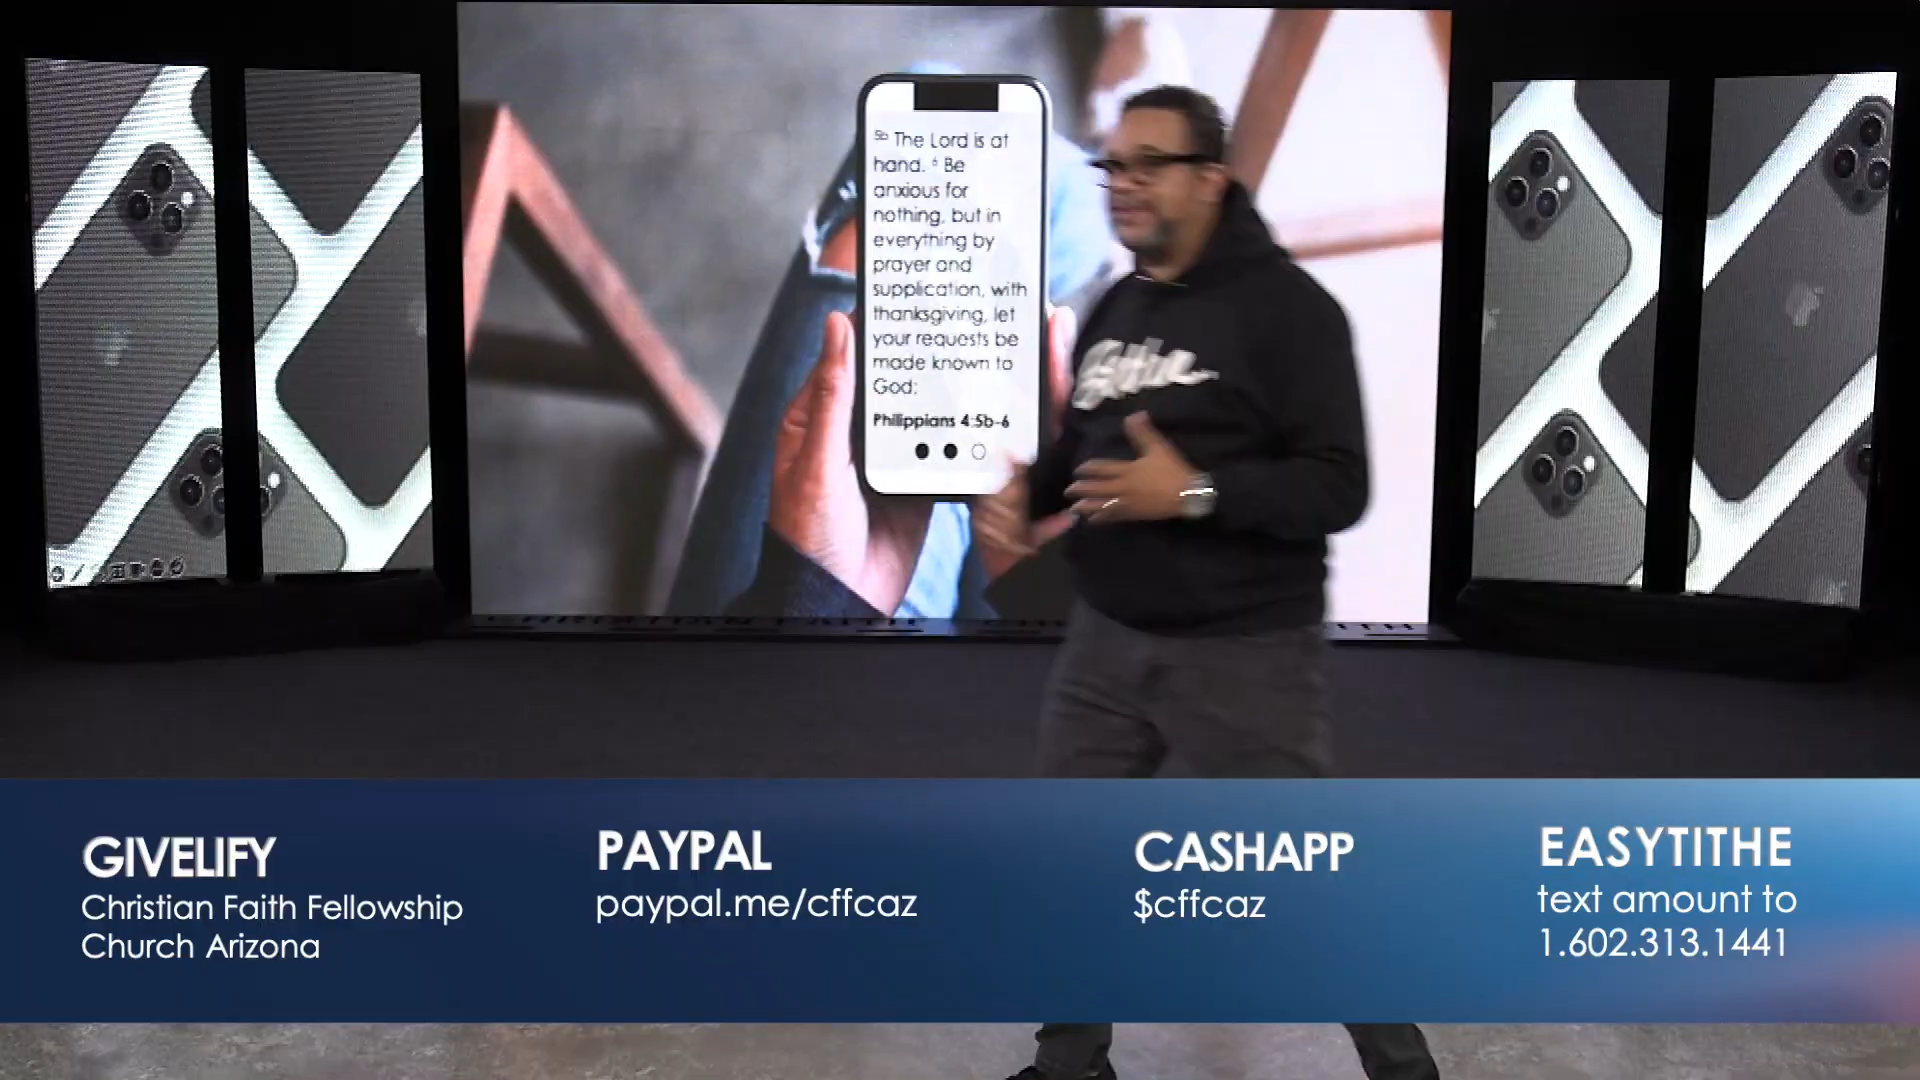 5b The Lord is at
hand. 6 Be
anxious for
nothing, but in
everything by
prayer and
supplication, with
thanksgiving, let
your requests be
made known to
God;
Philippians 4:5b-6
CHRISTIAN FAITH
GIVELIFY
Christian Faith Fellowship
Church Arizona
PAYPAL
paypal.me/cffcaz
CASHAPP
$cffcaz
EASYTITHE
text amount to
1.602.313.1441